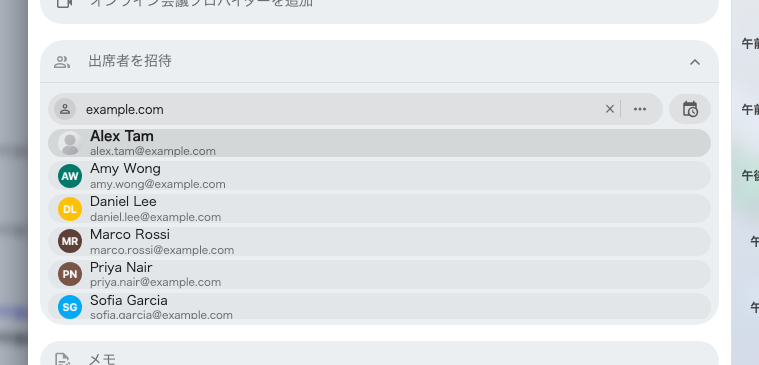 オンライン会議プロバイダーを追加
午前
出席者を招待
example.com
午前
Alex Tam
alex.tam@example.com
Amy Wong
AW
amy.wong@example.com
午後
Daniel Lee
DL
daniel.lee@example.com
Marco Rossi
MR
marco.rossi@example.com
午
Priya Nair
PN
priya.nair@example.com
Sofia Garcia
SG
sofia.garcia@example.com
午
メモ